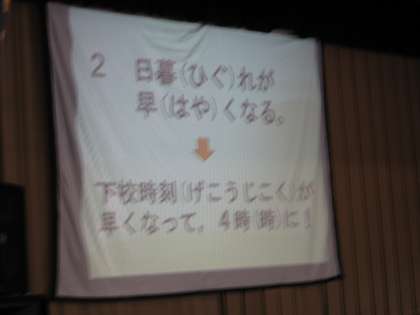 2 日暮(ひぐ)れが
早(はや)くなる。
下校時刻(げこうじこく)が
早くなって，4時(時)に！